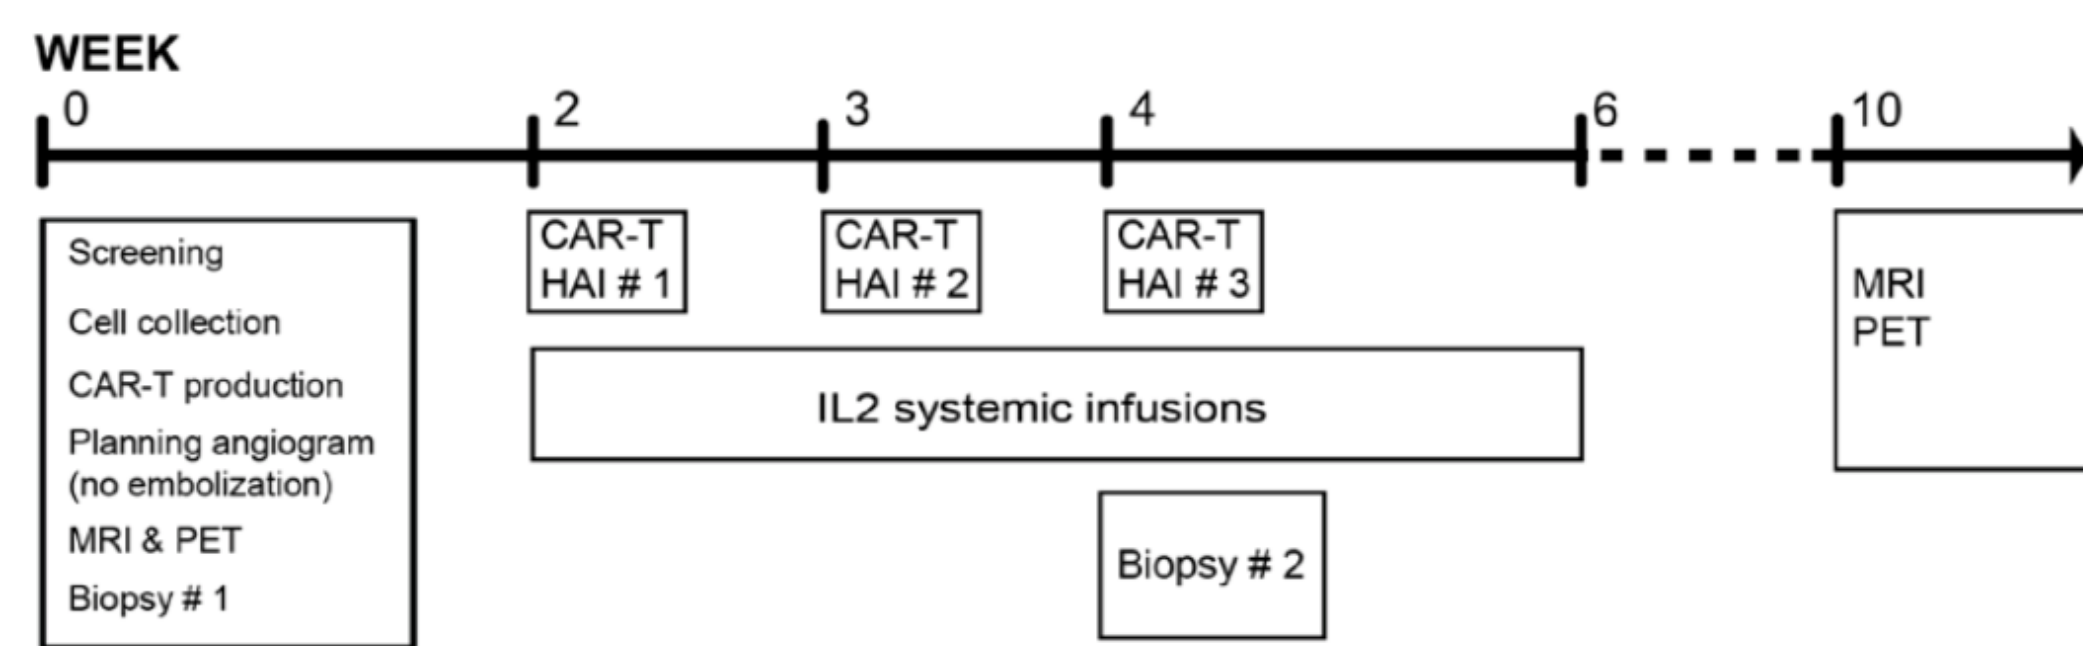 WEEK
0
2
3
4
6
10
Screening
Cell collection
CAR-T production
Planning angiogram
(no embolization)
MRI & PET
Biopsy # 1
CAR-T
HAI # 1
CAR-T
HAI # 2
CAR-T
HAI # 3
IL2 systemic infusions
Biopsy # 2
MRI
PET